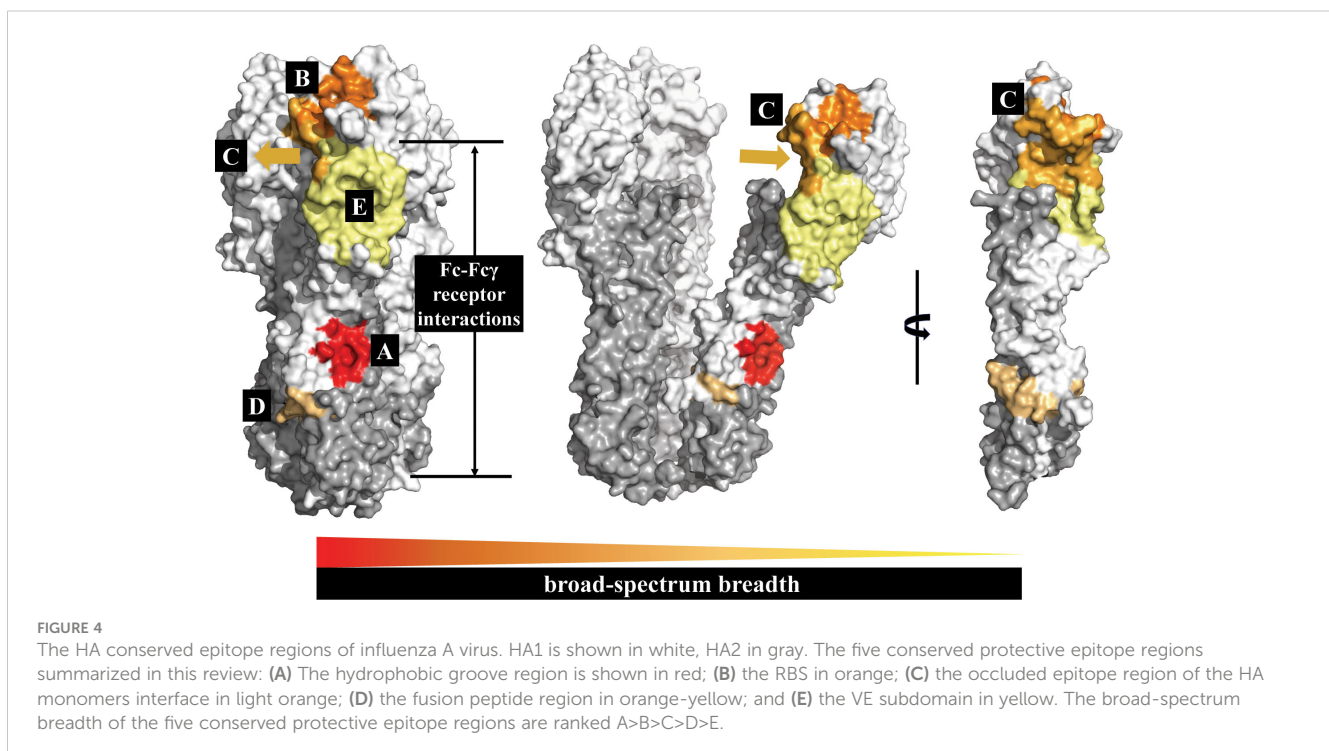 B
C
E
Fc-Fcγ
receptor
interactions
A
D
C
C
broad-spectrum breadth
FIGURE 4
The HA conserved epitope regions of influenza A virus. HA1 is shown in white, HA2 in gray. The five conserved protective epitope regions
summarized in this review: (A) The hydrophobic groove region is shown in red; (B) the RBS in orange; (C) the occluded epitope region of the HA
monomers interface in light orange; (D) the fusion peptide region in orange-yellow; and (E) the VE subdomain in yellow. The broad-spectrum
breadth of the five conserved protective epitope regions are ranked A>B>C>D>E.